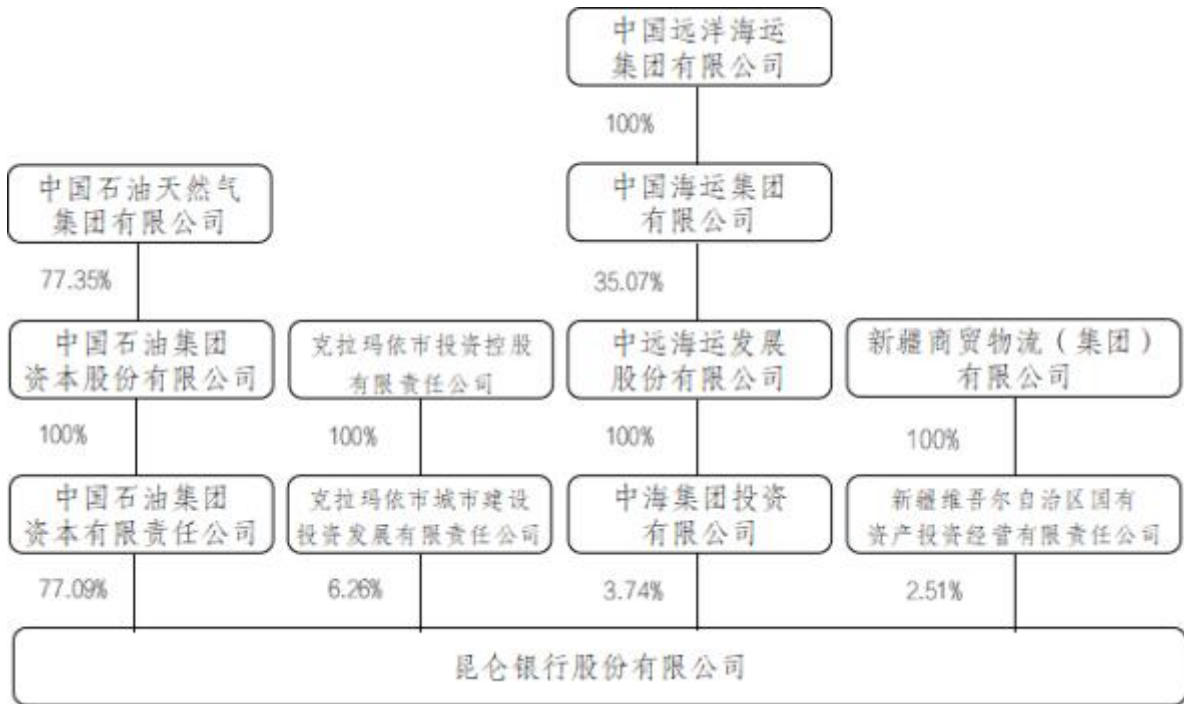 中国远洋海运
集团有限公司
100%
中国石油天然气
集团有限公司
中国海运集团
有限公司
77.35%
35.07%
中国石油集团
资本股份有限公司
克拉玛依市投资控股
有限责任公司
中远海运发展
股份有限公司
新疆商贸物流（集团）
有限公司
100%
100%
100%
100%
中国石油集团
资本有限责任公司
克拉玛依市城市建设
投资发展有限责任公司
中海集团投资
有限公司
新疆维吾尔自治区国有
资产投资经营有限责任公司
77.09%
6.26%
3.74%
2.51%
昆仑银行股份有限公司